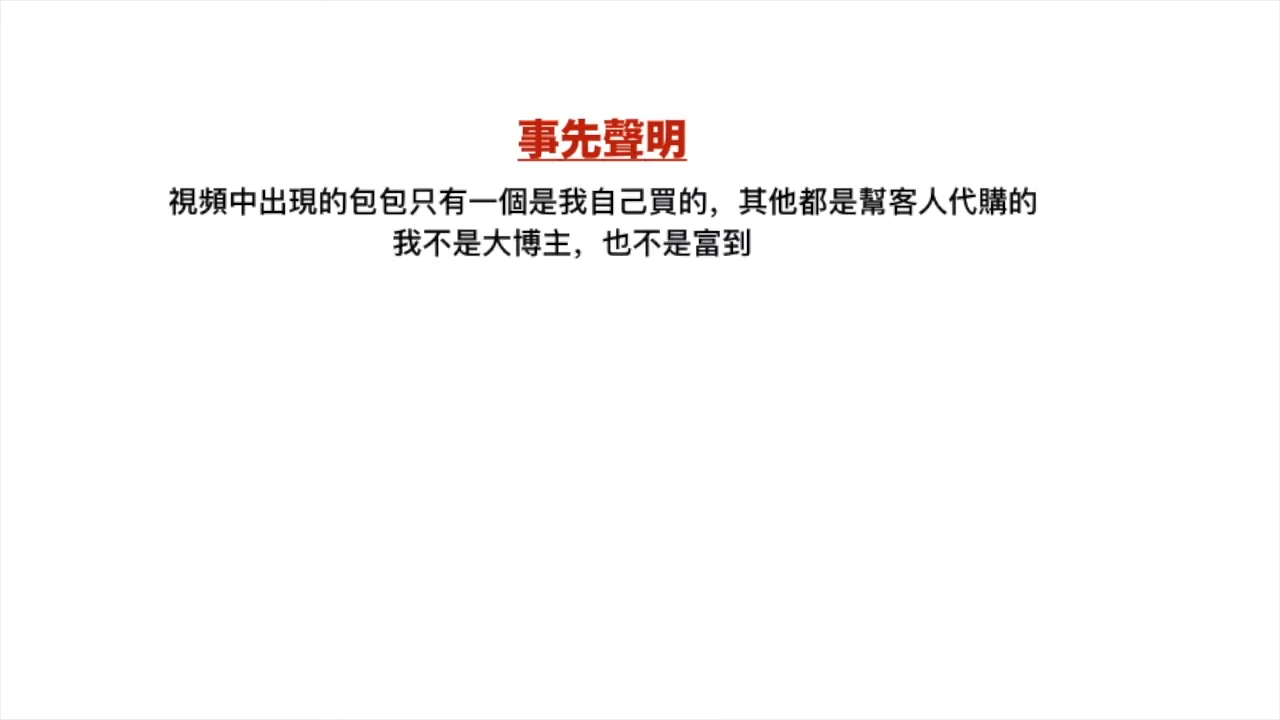 事先聲明
視頻中出現的包包只有一個是我自己買的，其他都是幫客人代購的
我不是大博主，也不是富到